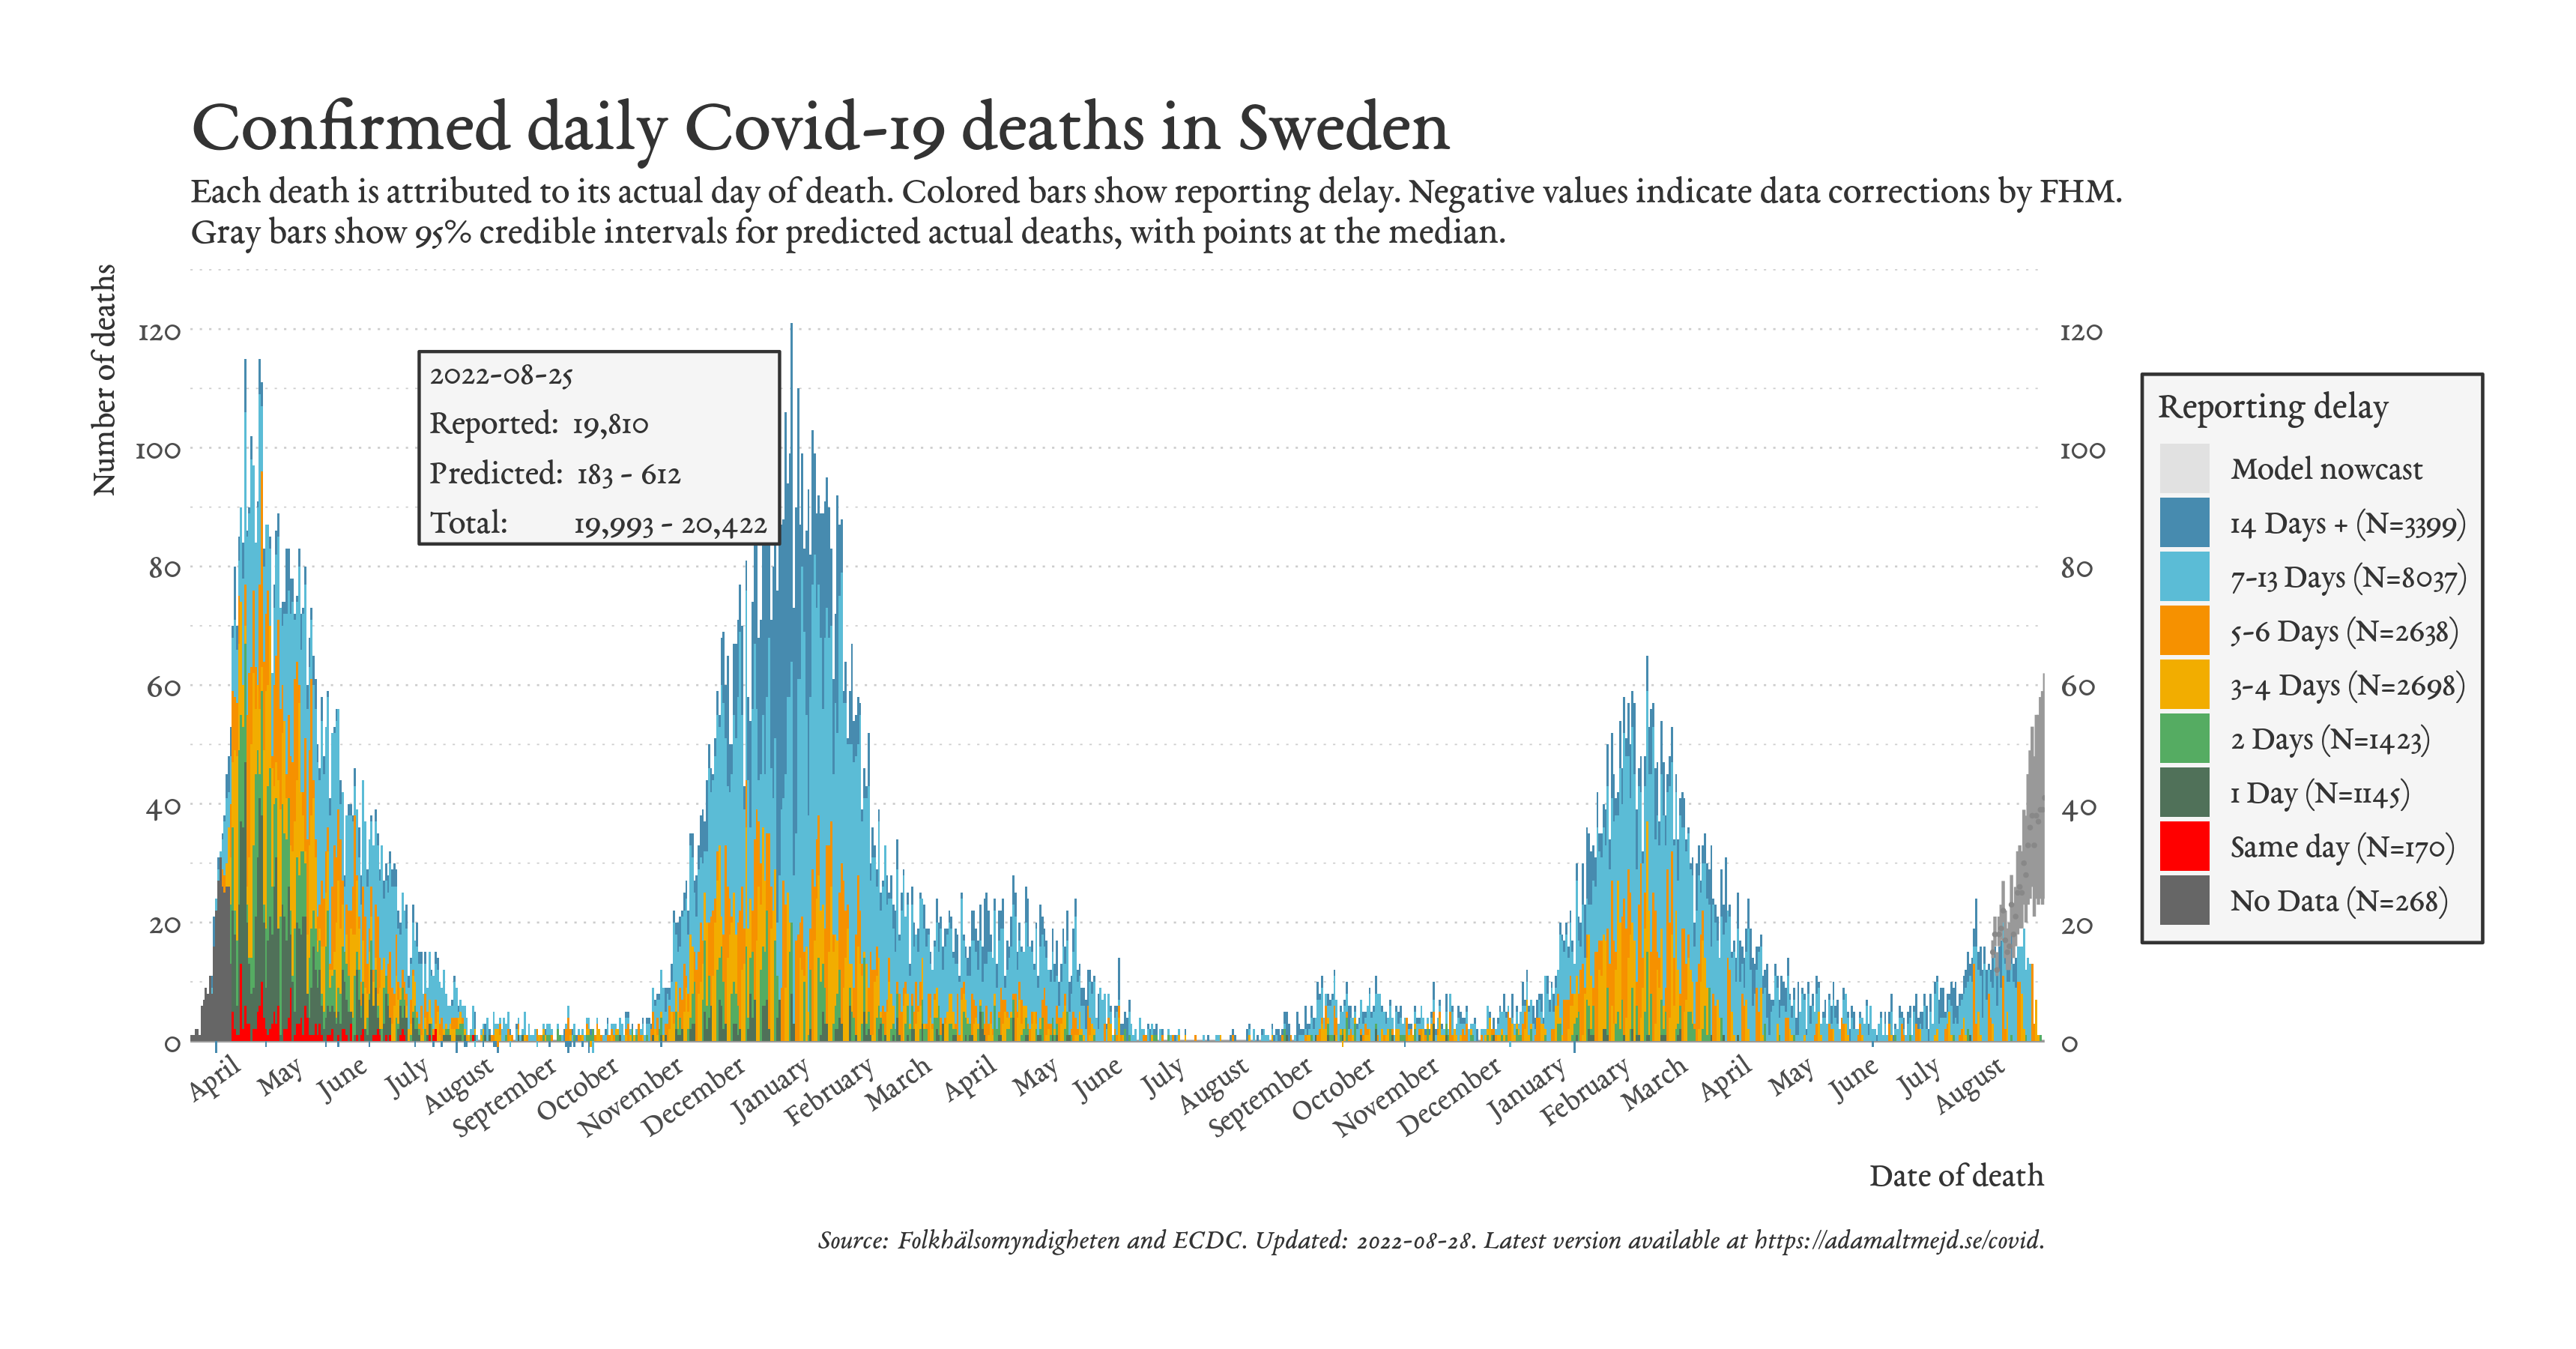 Confirmed daily Covid-19 deaths in Sweden
Each death is attributed to its actual day of death. Colored bars show reporting delay. Negative values indicate data corrections by FHM.
Gray bars show 95% credible intervals for predicted actual deaths, with points at the median.
Number of deaths
120
100
80
60
40
20
0
2022-08-25
Reported: 19,810
Predicted: 183 - 612
Total: 19,993 - 20,422
120
100
80
60
40
20
0
Reporting delay
Model nowcast
14 Days + (N=3399)
7-13 Days (N=8037)
5-6 Days (N=2638)
3-4 Days (N=2698)
2 Days (N=1423)
1 Day (N=1145)
Same day (N=170)
No Data (N=268)
April May June July August September October November December January February March April May June July August September October November December January February March April May June July August
Date of death
Source: Folkhälsomyndigheten and ECDC. Updated: 2022-08-28. Latest version available at https://adamaltmejd.se/covid.